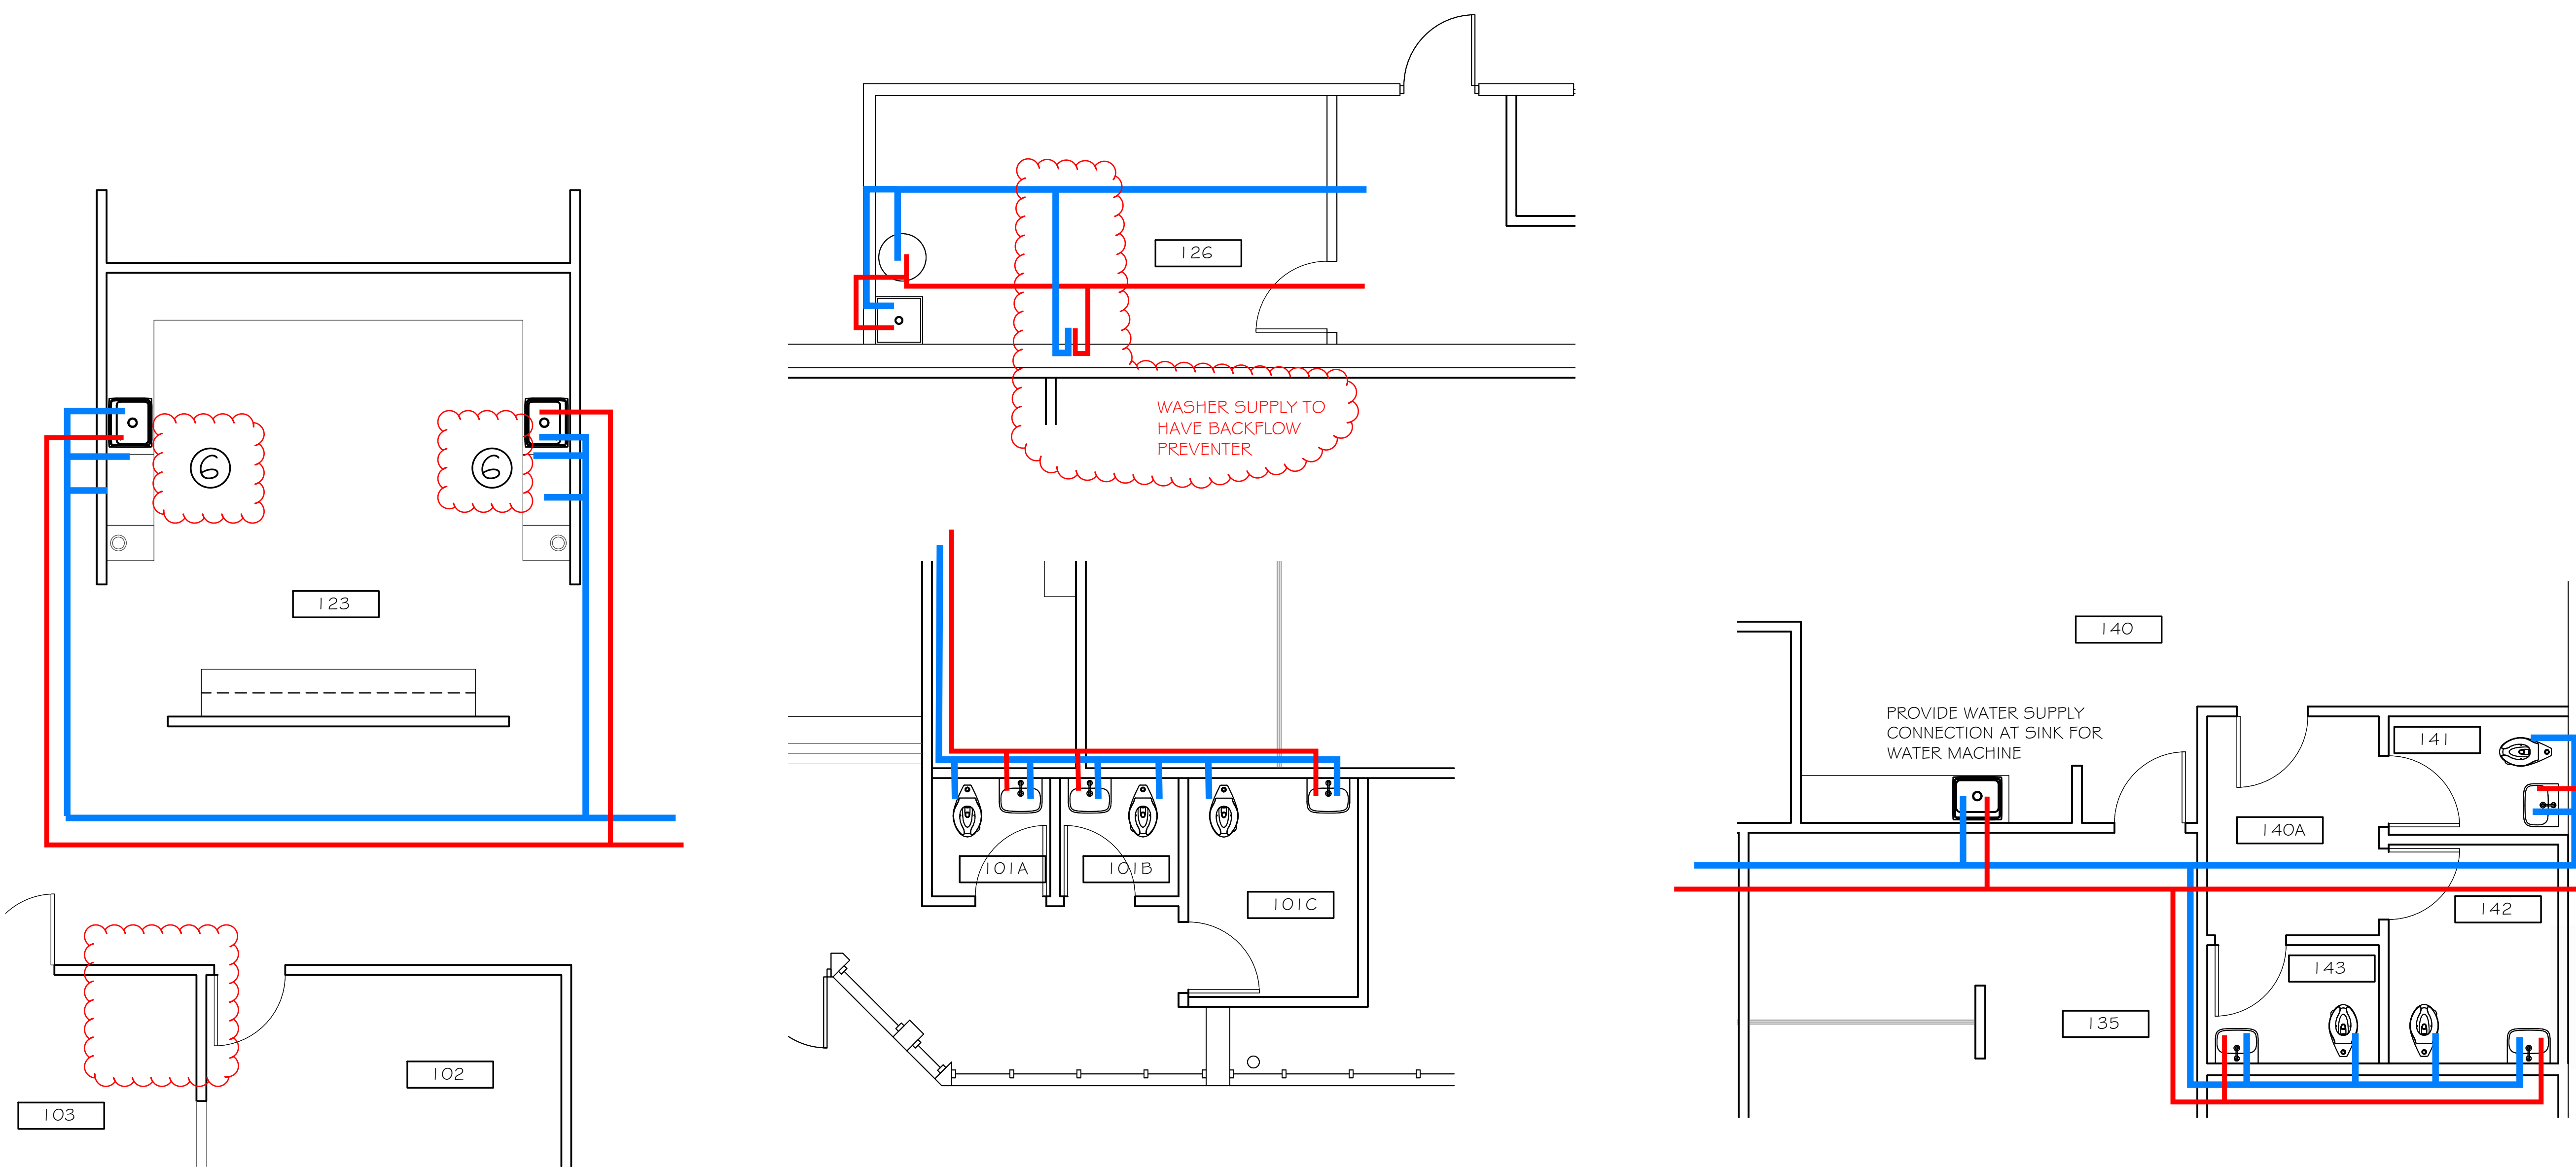 126
WASHER SUPPLY TO
HAVE BACKFLOW
PREVENTER
6
6
123
103
102
101A
101B
101C
140
PROVIDE WATER SUPPLY
CONNECTION AT SINK FOR
WATER MACHINE
141
140A
142
143
135